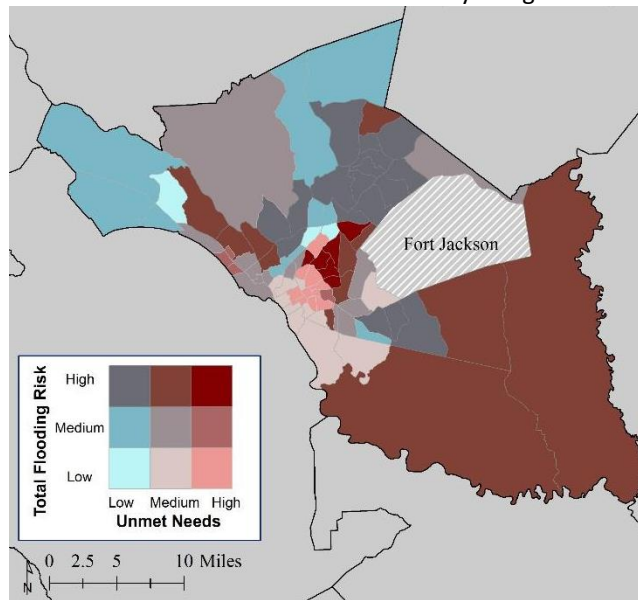 Fort Jackson
Total Flooding Risk
High
Medium
Low
Low Medium High
Unmet Needs
0 2.5 5 10 Miles
N